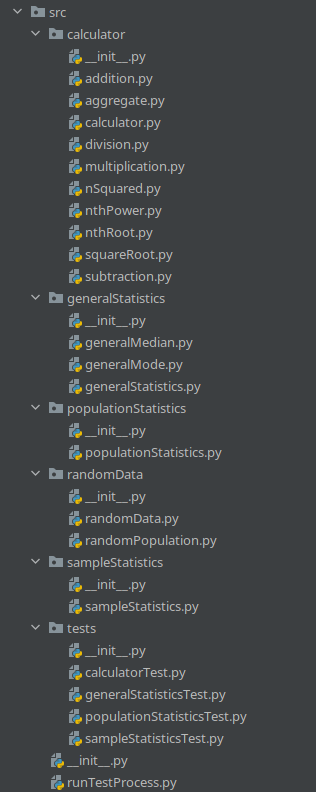 src
calculator
__init__.py
addition.py
aggregate.py
calculator.py
division.py
multiplication.py
nSquared.py
nthPower.py
nthRoot.py
squareRoot.py
subtraction.py
generalStatistics
__init__.py
generalMedian.py
generalMode.py
generalStatistics.py
populationStatistics
__init__.py
populationStatistics.py
randomData
__init__.py
randomData.py
randomPopulation.py
sampleStatistics
__init__.py
sampleStatistics.py
tests
__init__.py
calculatorTest.py
generalStatisticsTest.py
populationStatisticsTest.py
sampleStatisticsTest.py
__init__.py
runTestProcess.py